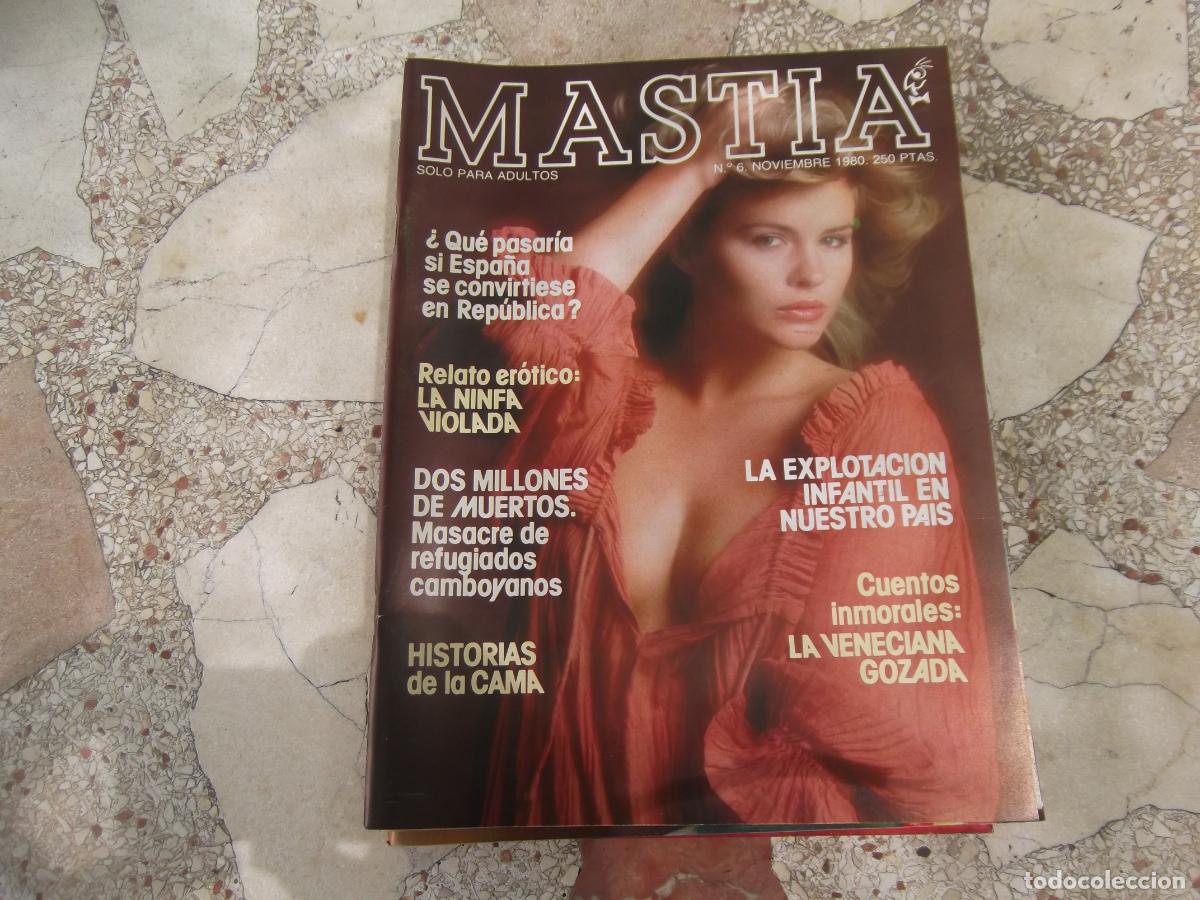 MASTIA
SOLO PARA ADULTOS
N.º 6. NOVIEMBRE 1980. 250 PTAS.
¿Qué pasaría
si España
se convirtiese
en República?
Relato erótico:
LA NINFA
VIOLADA
DOS MILLONES
DE MUERTOS.
Masacre de
refugiados
camboyanos
HISTORIAS
de la CAMA
LA EXPLOTACION
INFANTIL EN
NUESTRO PAIS
Cuentos
inmorales:
LA VENECIANA
GOZADA
todocoleccion